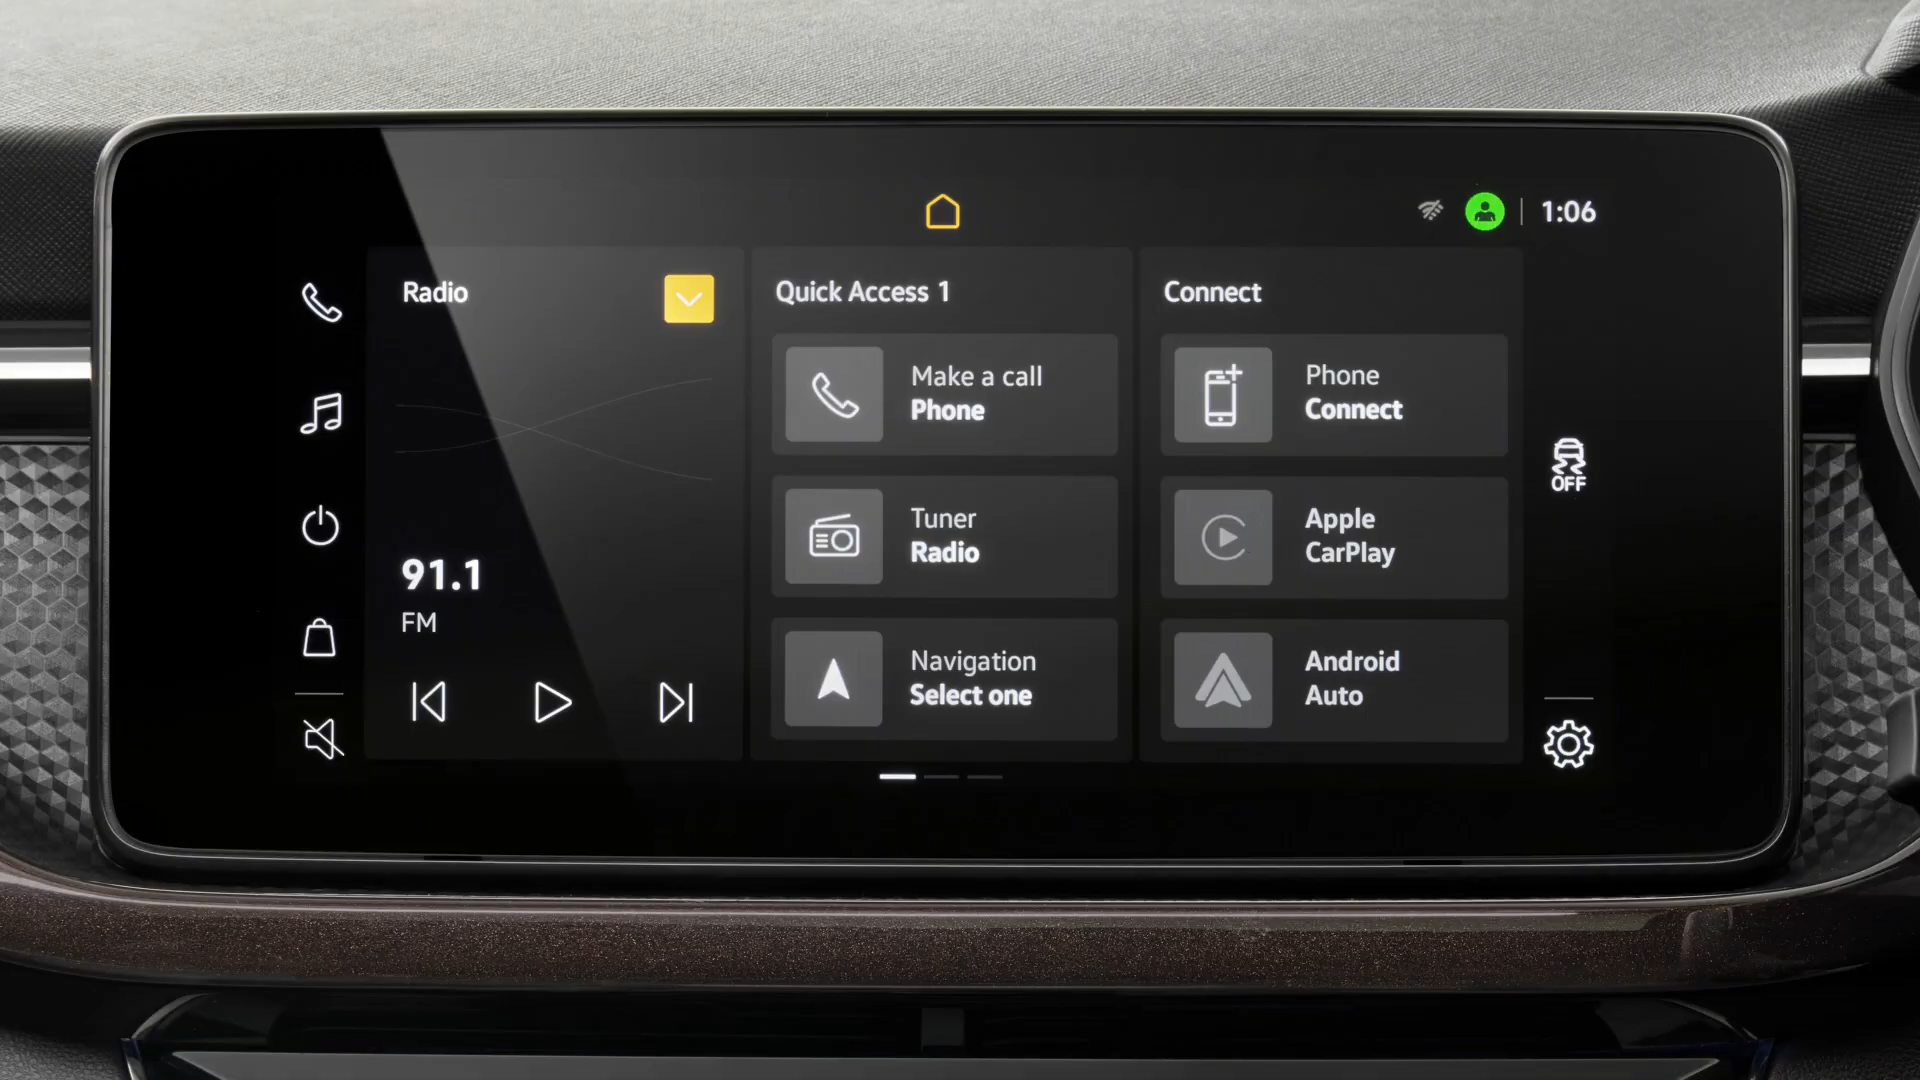 1:06
Radio
91.1
FM
Quick Access 1
Make a call
Phone
Tuner
Radio
Navigation
Select one
Connect
Phone
Connect
Apple
CarPlay
Android
Auto
OFF